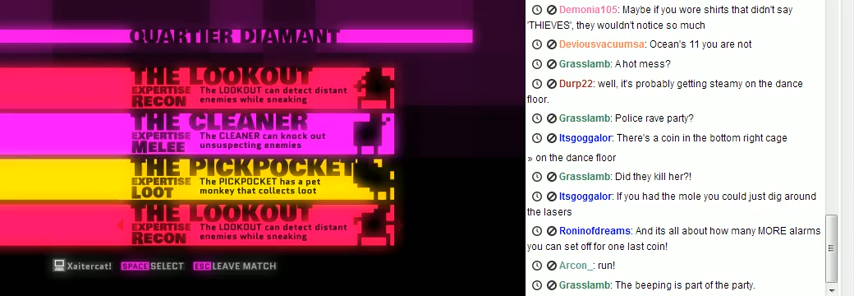 QUARTIER DIAMANT
THE LOOKOUT
EXPERTISE
RECON
The LOOKOUT can detect distant
enemies while sneaking
THE CLEANER
EXPERTISE
MELEE
The CLEANER can knock out
unsuspecting enemies
THE PICKPOCKET
EXPERTISE
LOOT
The PICKPOCKET has a pet
monkey that collects loot
THE LOOKOUT
EXPERTISE
RECON
The LOOKOUT can detect distant
enemies while sneaking
Xaitercat! SPACE SELECT ESC LEAVE MATCH
Demonia105: Maybe if you wore shirts that didn't say
'THIEVES', they wouldn't notice so much
Deviousvacuumsa: Ocean's 11 you are not
Grasslamb: A hot mess?
Durp22: well, it's probably getting steamy on the dance
floor.
Grasslamb: Police rave party?
Itsgoggalor: There's a coin in the bottom right cage
» on the dance floor
Grasslamb: Did they kill her?!
Itsgoggalor: If you had the mole you could just dig around
the lasers
Roninofdreams: And its all about how many MORE alarms
you can set off for one last coin!
Arcon_: run!
Grasslamb: The beeping is part of the party.